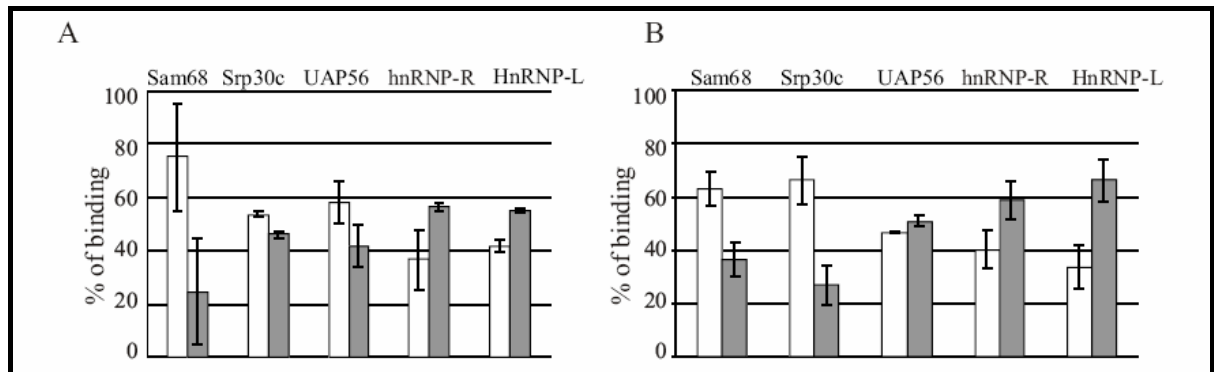 A
B
Sam68 Srp30c UAP56 hnRNP-R HnRNP-L
Sam68 Srp30c UAP56 hnRNP-R HnRNP-L
% of binding
100
80
60
40
20
0
% of binding
100
80
60
40
20
0